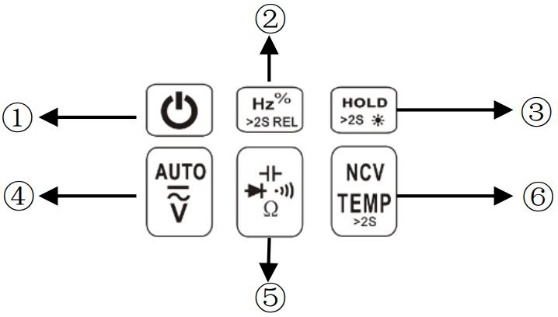 ②
① ③
Hz%
>2S REL
HOLD
>2S ☀
④ ⑥
AUTO
V
Ω
NCV
TEMP
>2S
⑤